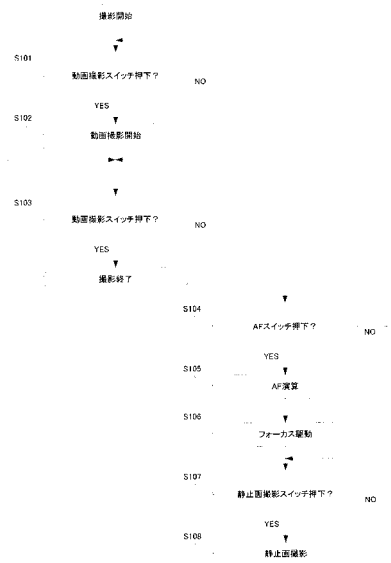 撮影開始
S101
動画撮影スイッチ押下？
NO
YES
S102
動画撮影開始
S103
動画撮影スイッチ押下？
NO
YES
撮影終了
S104
AFスイッチ押下？
NO
YES
S105
AF演算
S106
フォーカス駆動
S107
静止画撮影スイッチ押下？
NO
YES
S108
静止画撮影